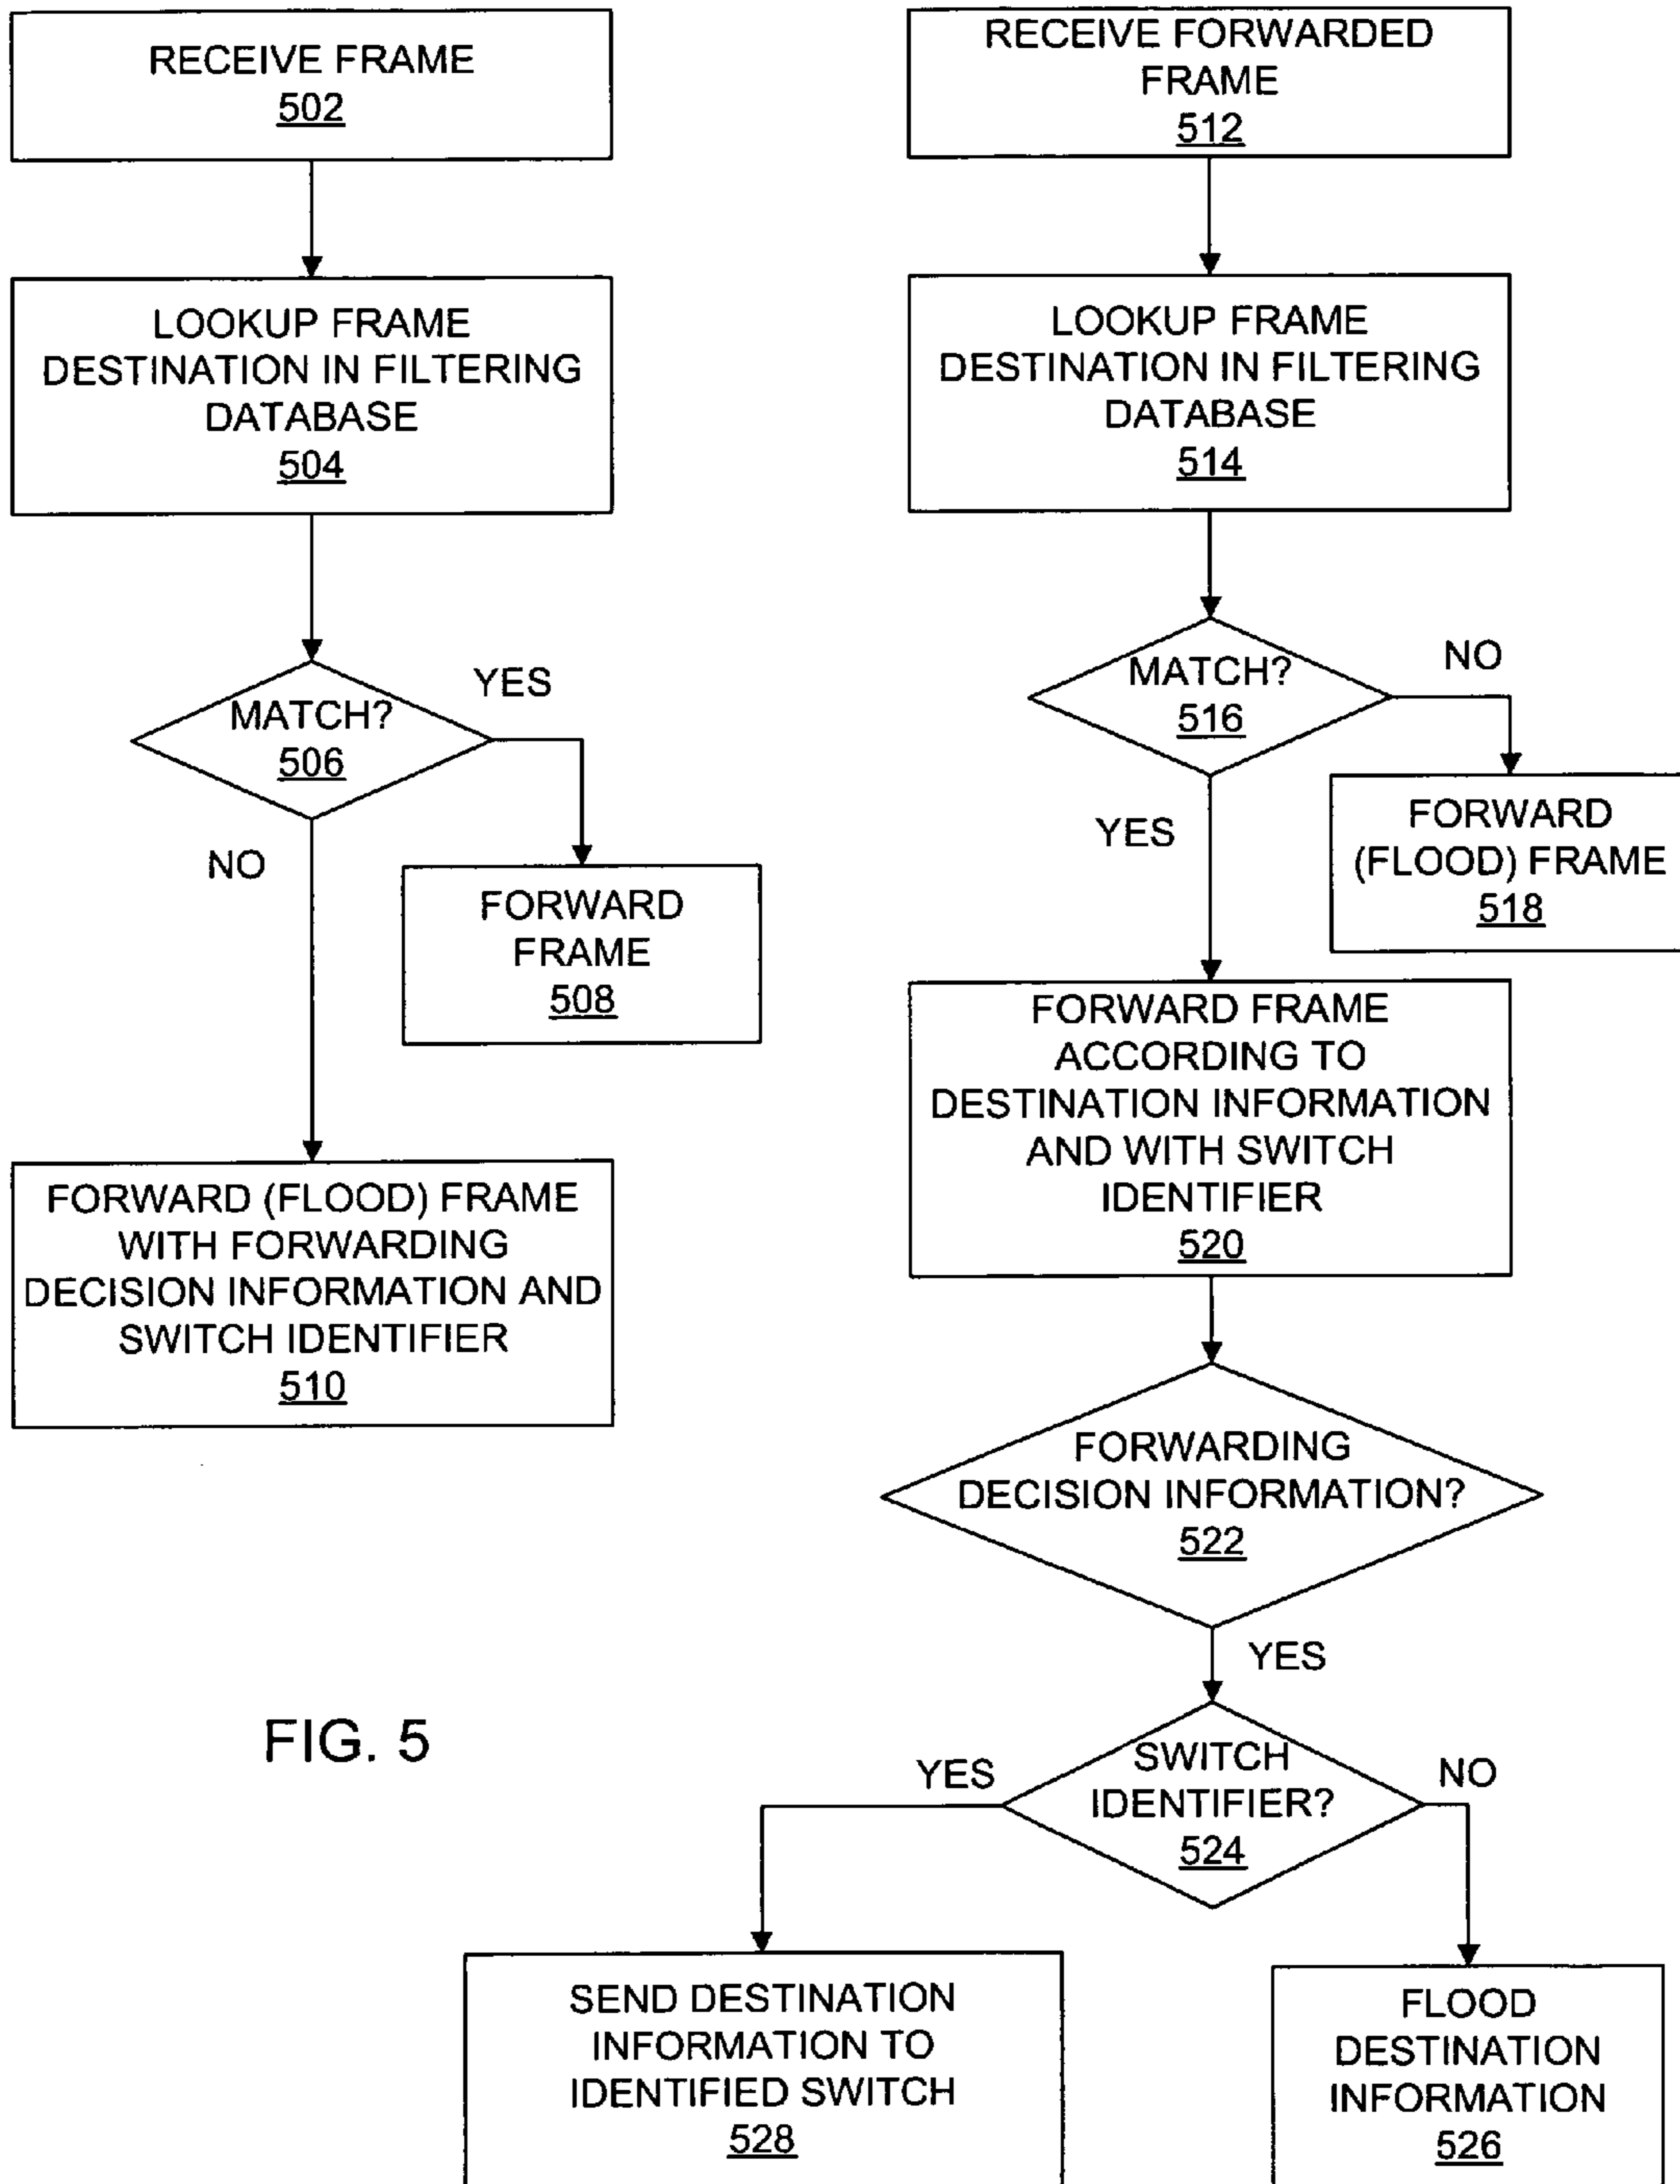 RECEIVE FRAME
502
LOOKUP FRAME
DESTINATION IN FILTERING
DATABASE
504
MATCH?
506
YES
NO
FORWARD
FRAME
508
FORWARD (FLOOD) FRAME
WITH FORWARDING
DECISION INFORMATION AND
SWITCH IDENTIFIER
510
RECEIVE FORWARDED
FRAME
512
LOOKUP FRAME
DESTINATION IN FILTERING
DATABASE
514
MATCH?
516
NO
YES
FORWARD
(FLOOD) FRAME
518
FORWARD FRAME
ACCORDING TO
DESTINATION INFORMATION
AND WITH SWITCH
IDENTIFIER
520
FORWARDING
DECISION INFORMATION?
522
YES
SWITCH
IDENTIFIER?
524
YES
NO
SEND DESTINATION
INFORMATION TO
IDENTIFIED SWITCH
528
FLOOD
DESTINATION
INFORMATION
526
FIG. 5